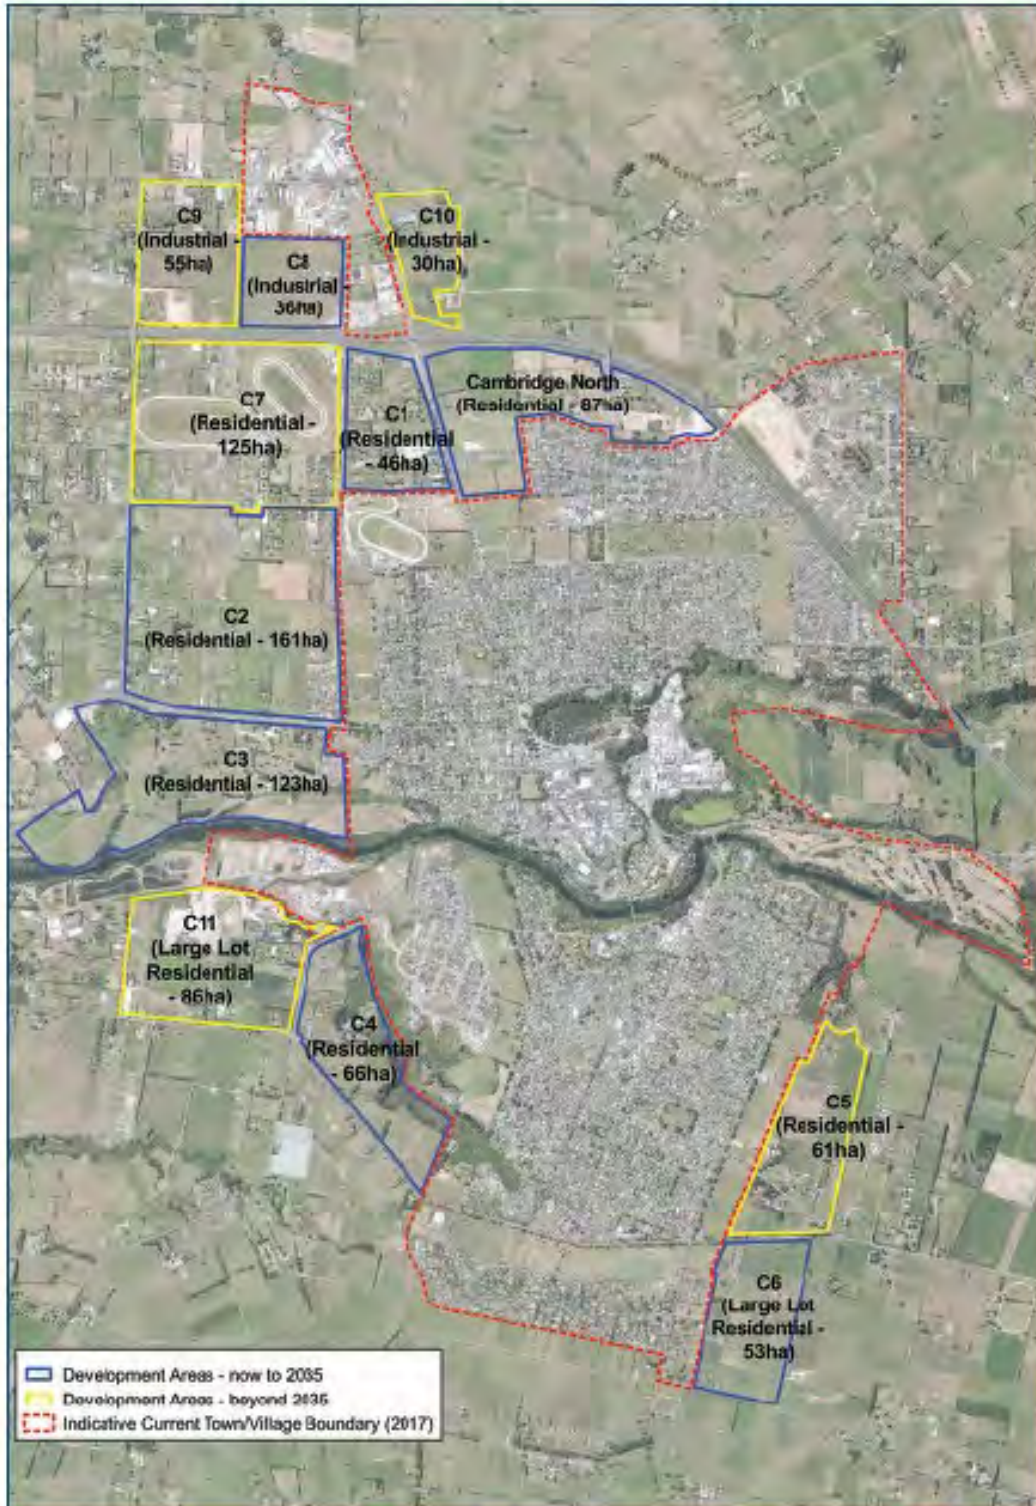 C9
(Industrial -
55ha)
C10
(Industrial -
30ha)
C8
(Industrial -
36ha)
Cambridge North
(Residential - 87ha)
C7
(Residential -
125ha)
C1
(Residential
- 46ha)
C2
(Residential - 161ha)
C3
(Residential - 123ha)
C11
(Large Lot
Residential
- 86ha)
C4
(Residential
- 66ha)
C5
(Residential -
61ha)
C6
(Large Lot
Residential -
53ha)
Development Areas - now to 2035
Development Areas - beyond 2035
Indicative Current Town/Village Boundary (2017)